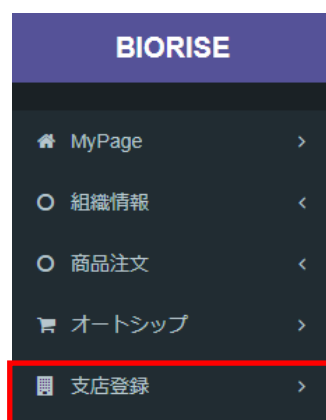 BIORISE
MyPage
組織情報
商品注文
オートシップ
支店登録